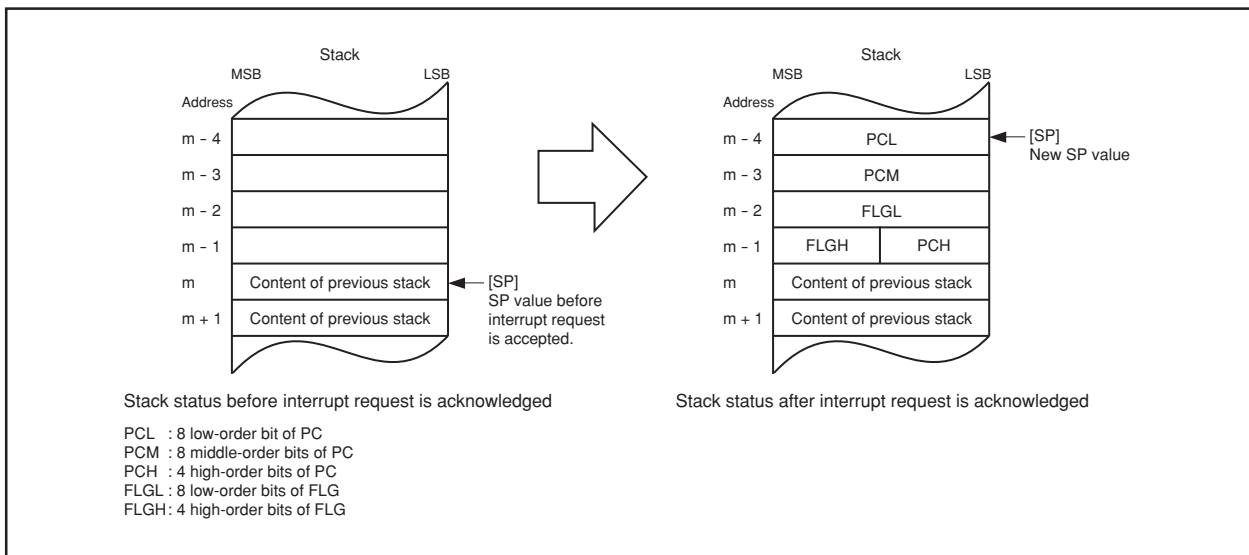 Stack
MSB LSB
Address
m - 4
m - 3
m - 2
m - 1
m Content of previous stack [SP]
m + 1 Content of previous stack SP value before
interrupt request
is accepted.
Stack status before interrupt request is acknowledged
Stack
MSB LSB
Address
m - 4 PCL [SP]
New SP value
m - 3 PCM
m - 2 FLGL
m - 1 FLGH PCH
m Content of previous stack
m + 1 Content of previous stack
Stack status after interrupt request is acknowledged
PCL : 8 low-order bit of PC
PCM : 8 middle-order bits of PC
PCH : 4 high-order bits of PC
FLGL : 8 low-order bits of FLG
FLGH : 4 high-order bits of FLG